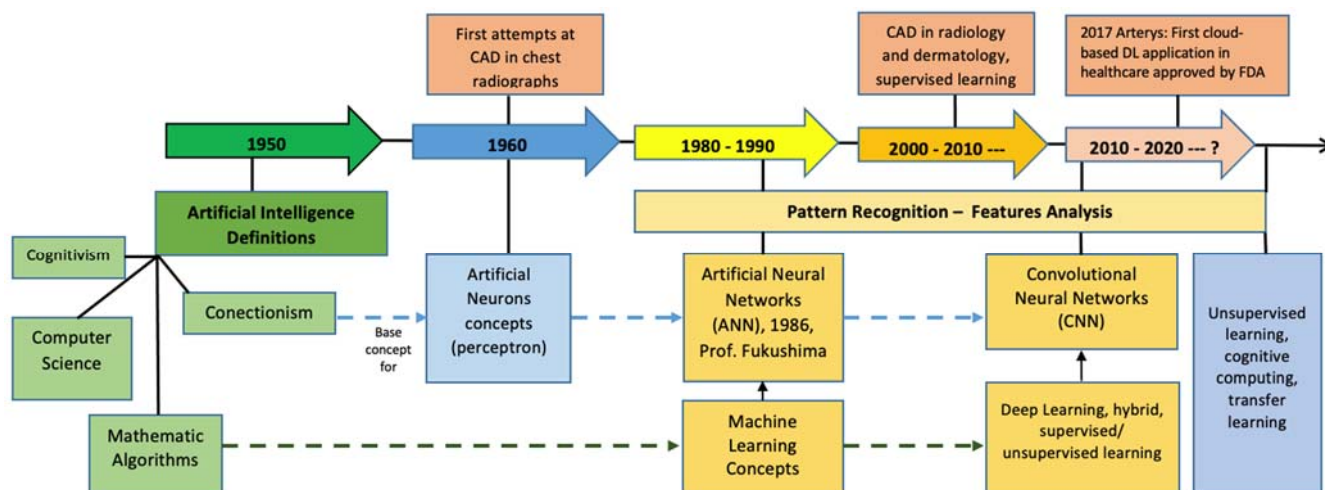 First attempts at
CAD in chest
radiographs
CAD in radiology
and dermatology,
supervised learning
2017 Arterys: First cloud-
based DL application in
healthcare approved by FDA
1950
1960
1980 - 1990
2000 - 2010 ---
2010 - 2020 --- ?
Artificial Intelligence
Definitions
Pattern Recognition – Features Analysis
Cognitivism
Computer
Science
Conectionism
Mathematic
Algorithms
Base
concept
for
Artificial
Neurons
concepts
(perceptron)
Artificial Neural
Networks
(ANN), 1986,
Prof. Fukushima
Convolutional
Neural Networks
(CNN)
Machine
Learning
Concepts
Deep Learning, hybrid,
supervised/
unsupervised learning
Unsupervised
learning,
cognitive
computing,
transfer
learning